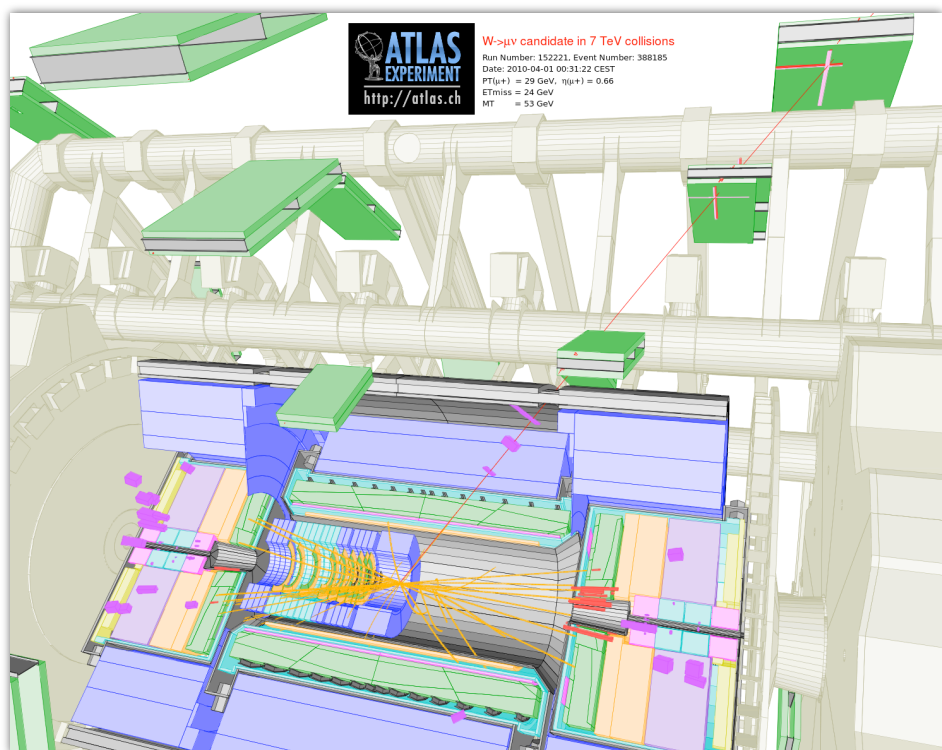 ATLAS
EXPERIMENT
http://atlas.ch
W->μν candidate in 7 TeV collisions
Run Number: 152221, Event Number: 388185
Date: 2010-04-01 00:31:22 CEST
PT(μ+) = 29 GeV, η(μ+) = 0.66
ETmiss = 24 GeV
MT = 53 GeV